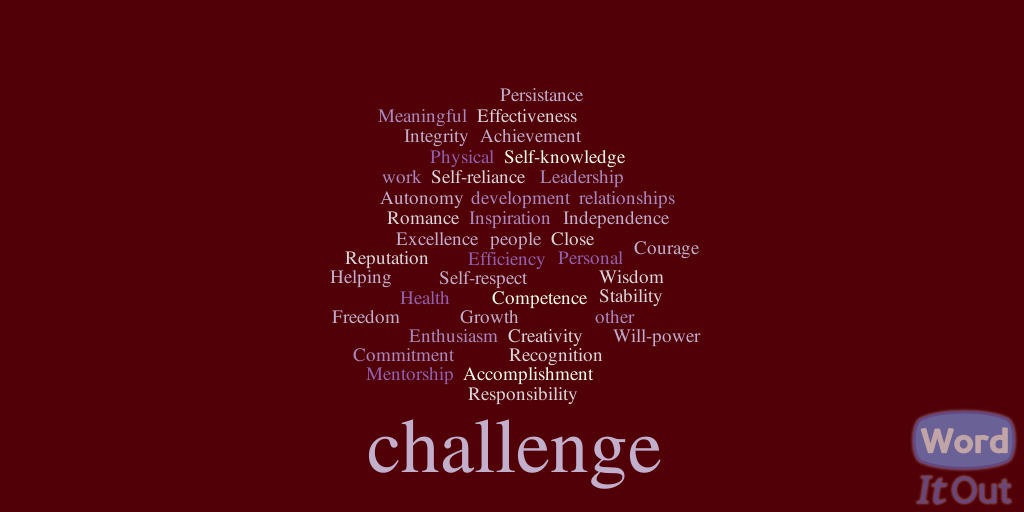 Persistance
Meaningful Effectiveness
Integrity Achievement
Physical Self-knowledge
work Self-reliance Leadership
Autonomy development relationships
Romance Inspiration Independence
Excellence people Close Courage
Reputation Efficiency Personal
Helping Self-respect Wisdom
Health Competence Stability
Freedom Growth other
Enthusiasm Creativity Will-power
Commitment Recognition
Mentorship Accomplishment
Responsibility
challenge
Word
It Out